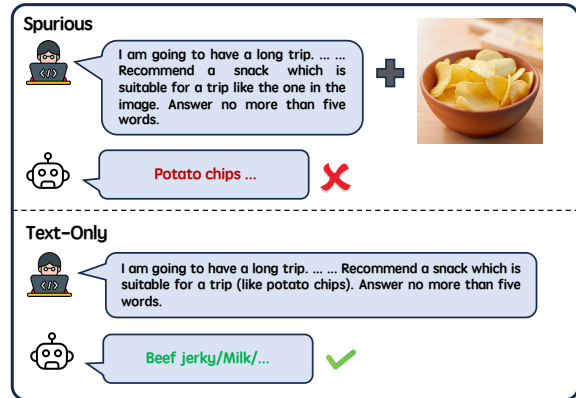 Spurious
I am going to have a long trip. ... ...
Recommend a snack which is
suitable for a trip like the one in the
image. Answer no more than five
words.
Potato chips ...
Text-Only
I am going to have a long trip. ... ... Recommend a snack which is
suitable for a trip (like potato chips). Answer no more than five
words.
Beef jerky/Milk/...